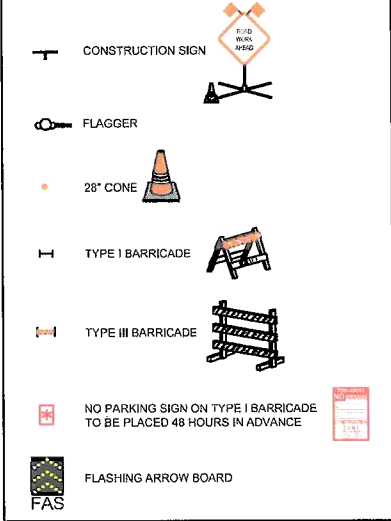 CONSTRUCTION SIGN
ROAD
WORK
AHEAD
FLAGGER
28" CONE
TYPE I BARRICADE
TYPE III BARRICADE
NO PARKING SIGN ON TYPE I BARRICADE
TO BE PLACED 48 HOURS IN ADVANCE
NO
FLASHING ARROW BOARD
FAS